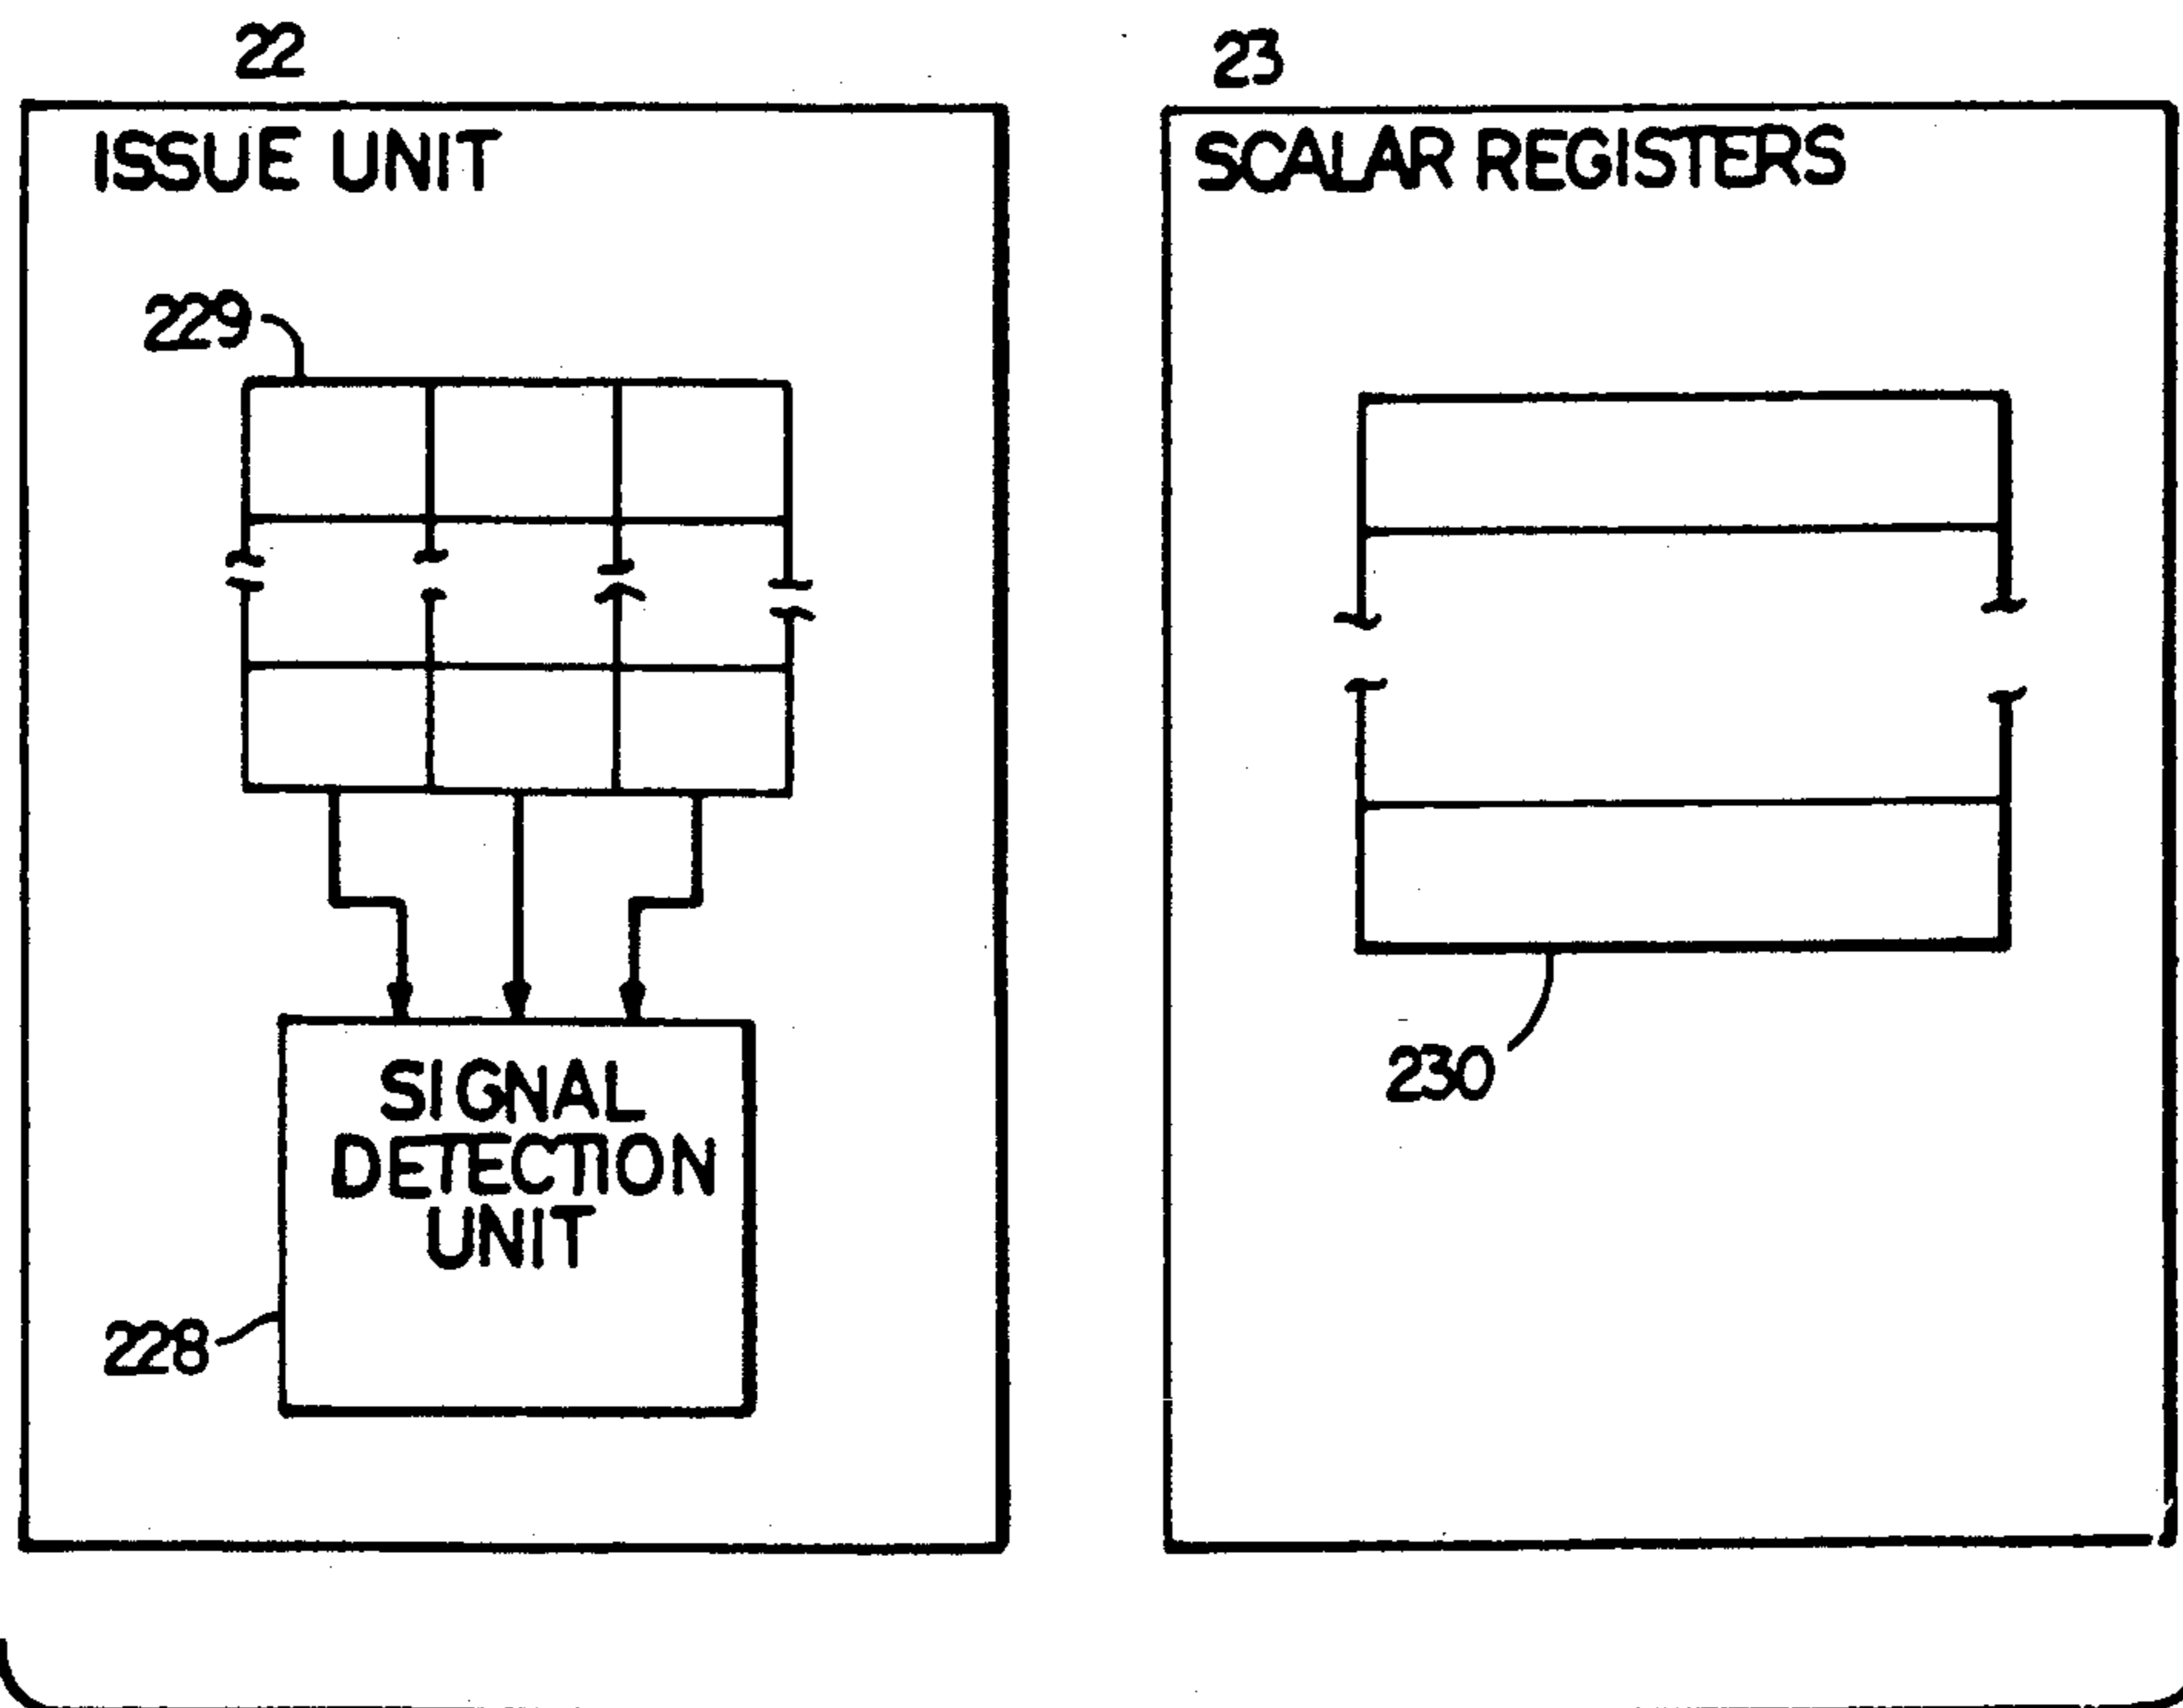 22
ISSUE UNIT
229
SIGNAL
DETECTION
UNIT
228
23
SCALAR REGISTERS
230